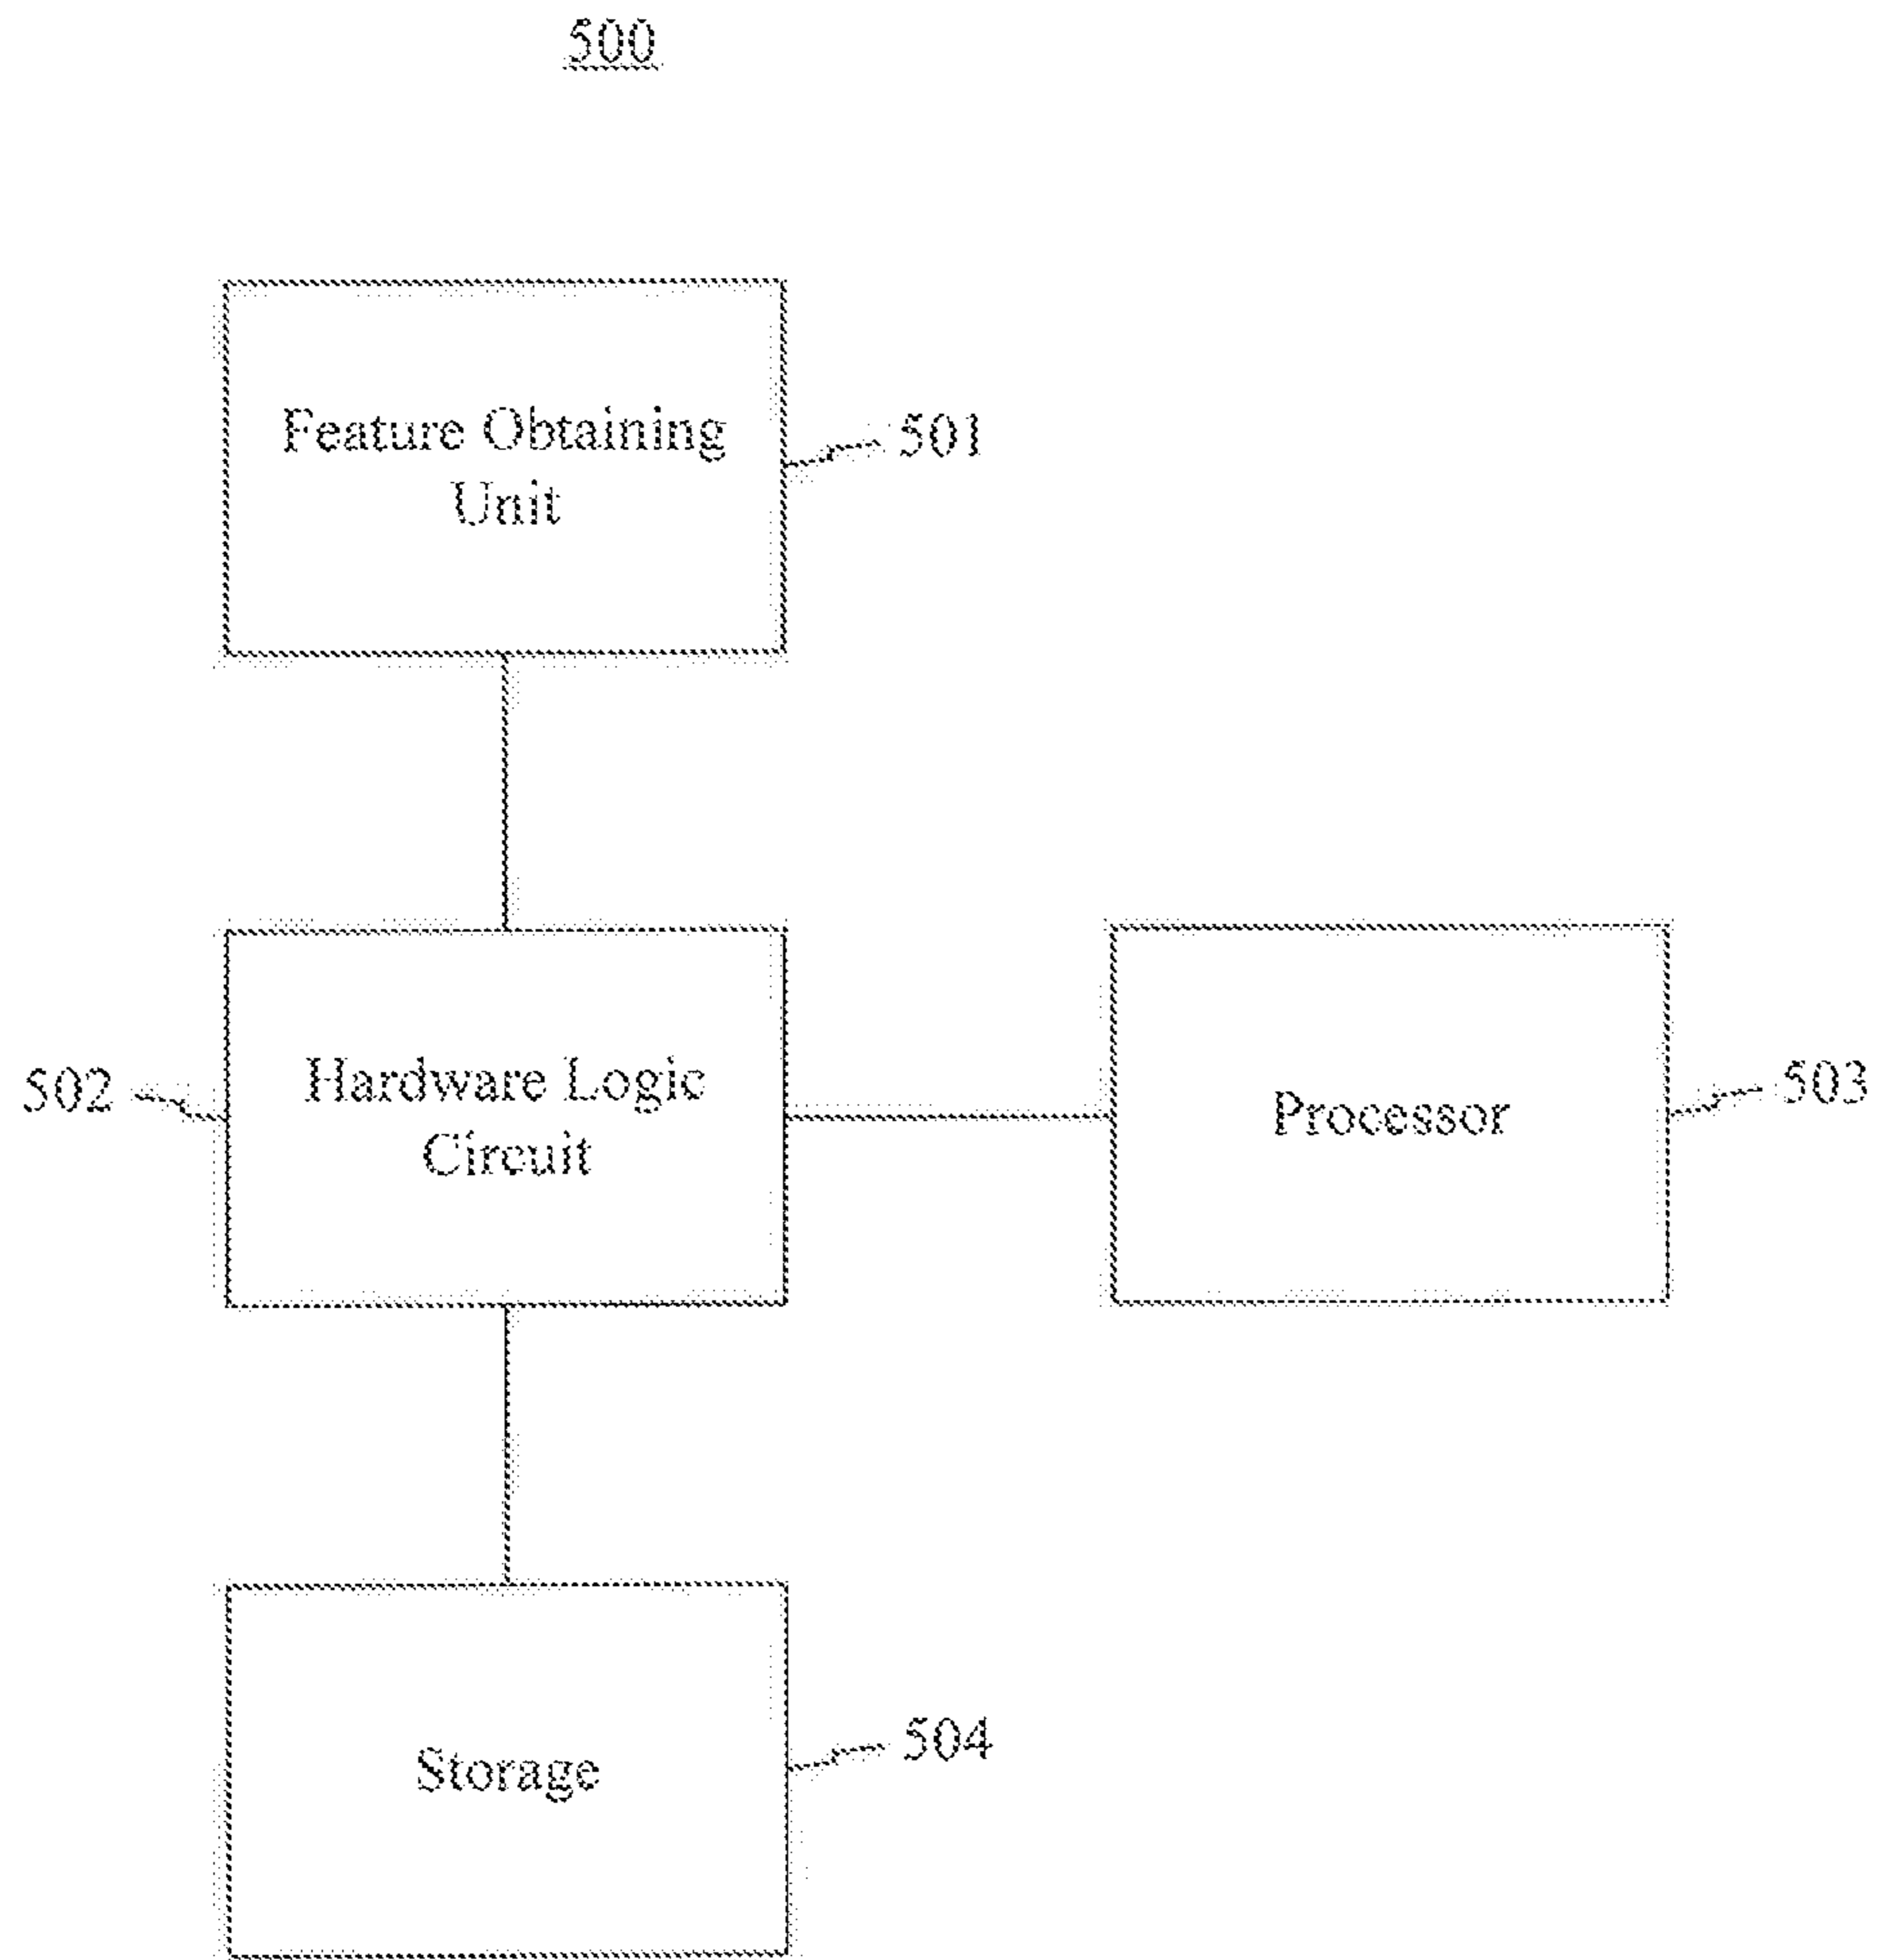 500
Feature Obtaining
Unit
501
502
Hardware Logic
Circuit
Processor
503
Storage
504